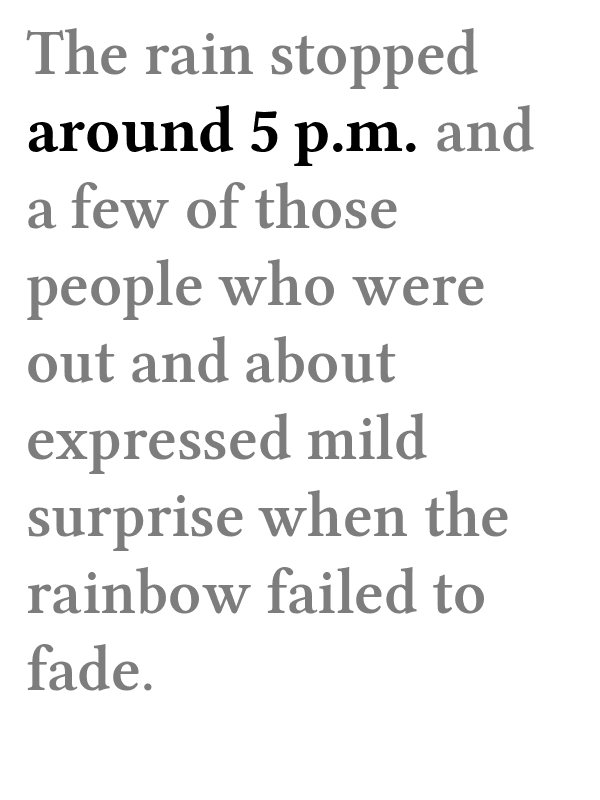 The rain stopped
around 5 p.m. and
a few of those
people who were
out and about
expressed mild
surprise when the
rainbow failed to
fade.